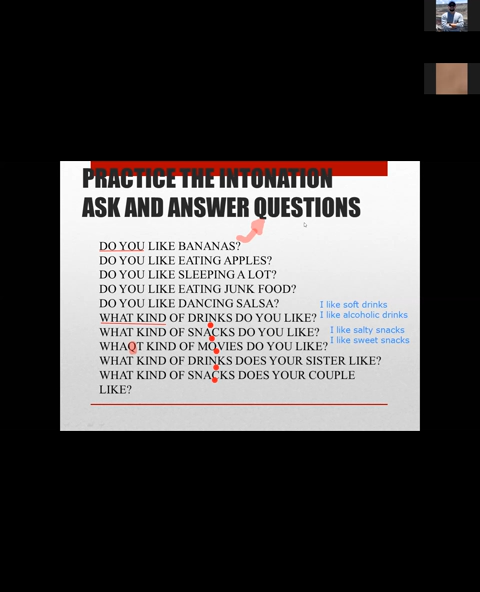 PRACTICE THE INTONATION
ASK AND ANSWER QUESTIONS
DO YOU LIKE BANANAS?
DO YOU LIKE EATING APPLES?
DO YOU LIKE SLEEPING A LOT?
DO YOU LIKE EATING JUNK FOOD?
DO YOU LIKE DANCING SALSA?
WHAT KIND OF DRINKS DO YOU LIKE?
I like soft drinks
I like alcoholic drinks
WHAT KIND OF SNACKS DO YOU LIKE?
I like salty snacks
I like sweet snacks
WHAQT KIND OF MOVIES DO YOU LIKE?
WHAT KIND OF DRINKS DOES YOUR SISTER LIKE?
WHAT KIND OF SNACKS DOES YOUR COUPLE
LIKE?